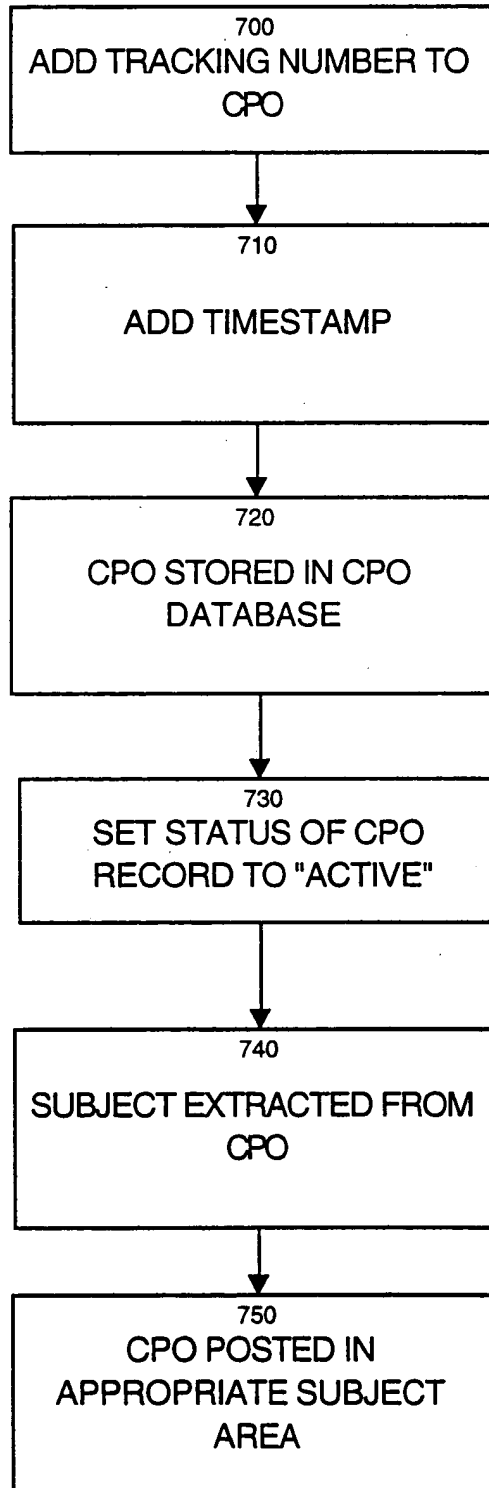 700
ADD TRACKING NUMBER TO
CPO
710
ADD TIMESTAMP
720
CPO STORED IN CPO
DATABASE
730
SET STATUS OF CPO
RECORD TO "ACTIVE"
740
SUBJECT EXTRACTED FROM
CPO
750
CPO POSTED IN
APPROPRIATE SUBJECT
AREA